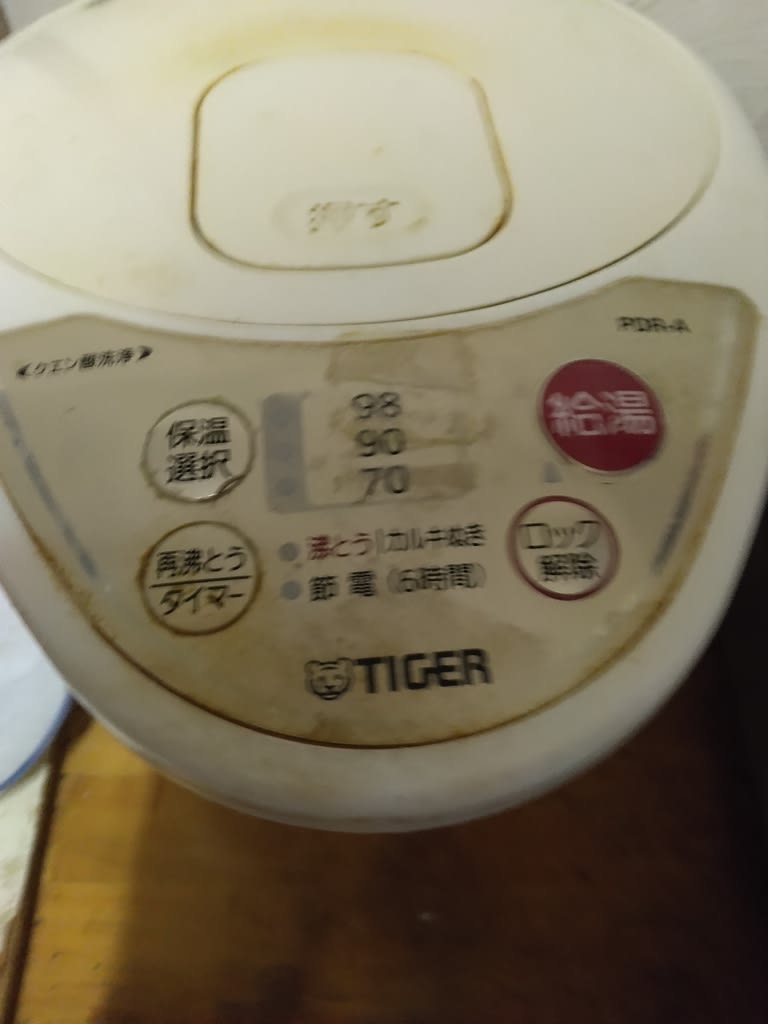 押す
PDR-A
◀クエン酸洗浄▶
保温
選択
98
90
70
給湯
再沸とう
タイマー
沸とう|カルキぬき
節電(6時間)
ロック
解除
TIGER